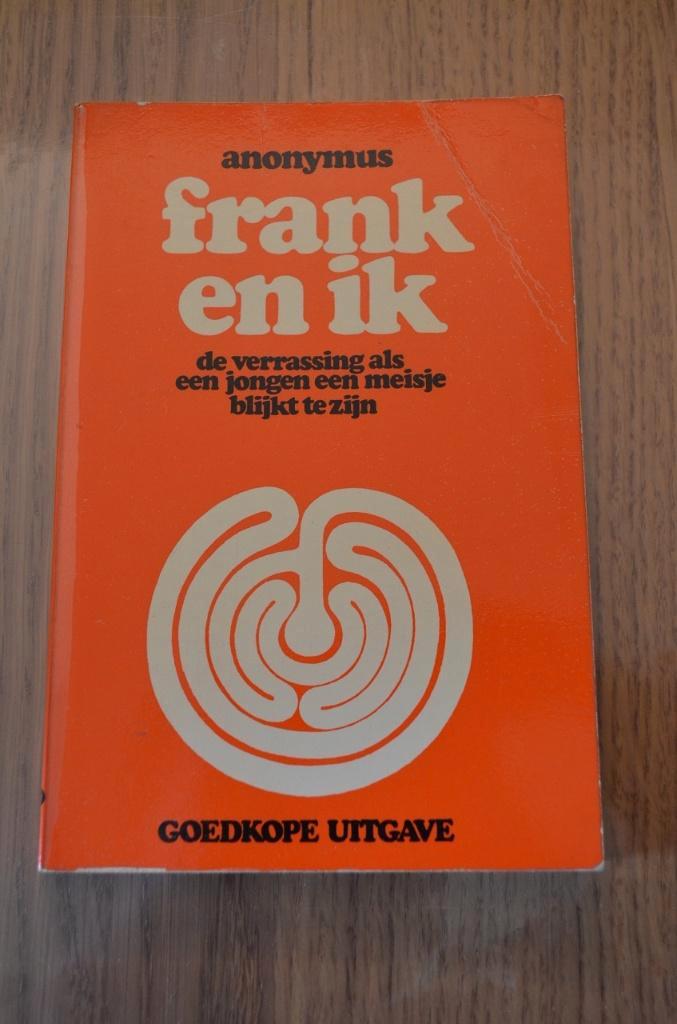 anonymus
frank
en ik
de verrassing als
een jongen een meisje
blijkt te zijn
GOEDKOPE UITGAVE